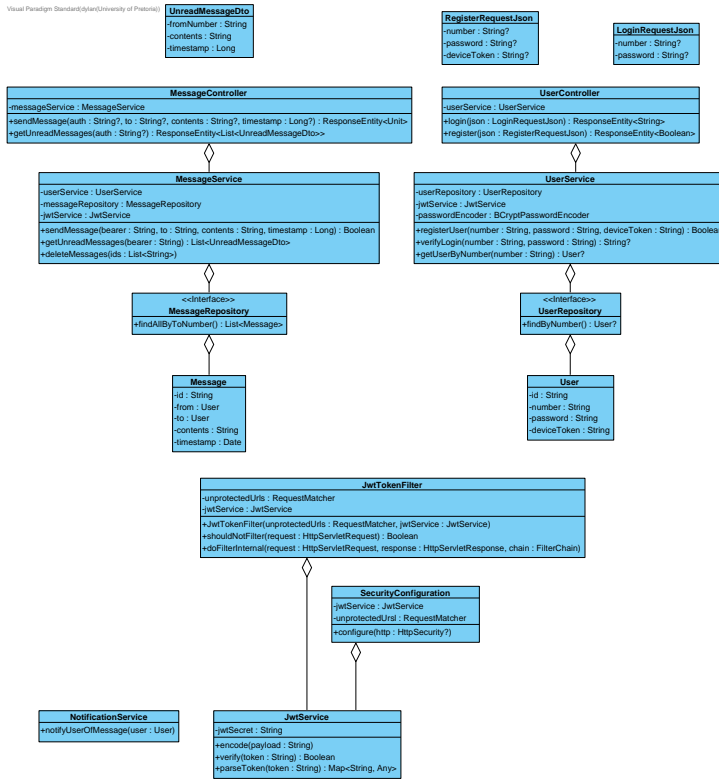 Visual Paradigm Standard(dylan(University of Pretoria))
UnreadMessageDto
-fromNumber : String
-contents : String
-timestamp : Long
RegisterRequestJson
-number : String?
-password : String?
-deviceToken : String?
LoginRequestJson
-number : String?
-password : String?
MessageController
-messageService : MessageService
+sendMessage(auth : String?, to : String?, contents : String?, timestamp : Long?) : ResponseEntity<Unit>
+getUnreadMessages(auth : String?) : ResponseEntity<List<UnreadMessageDto>>
UserController
-userService : UserService
+login(json : LoginRequestJson) : ResponseEntity<String>
+register(json : RegisterRequestJson) : ResponseEntity<Boolean>
MessageService
-userService : UserService
-messageRepository : MessageRepository
-jwtService : JwtService
+sendMessage(bearer : String, to : String, contents : String, timestamp : Long) : Boolean
+getUnreadMessages(bearer : String) : List<UnreadMessageDto>
+deleteMessages(ids : List<String>)
UserService
-userRepository : UserRepository
-jwtService : JwtService
-passwordEncoder : BCryptPasswordEncoder
+registerUser(number : String, password : String, deviceToken : String) : Boolean
+verifyLogin(number : String, password : String) : String?
+getUserByNumber(number : String) : User?
<<Interface>>
MessageRepository
+findAllByToNumber() : List<Message>
<<Interface>>
UserRepository
+findByNumber() : User?
Message
-id : String
-from : User
-to : User
-contents : String
-timestamp : Date
User
-id : String
-number : String
-password : String
-deviceToken : String
JwtTokenFilter
-unprotectedUrls : RequestMatcher
-jwtService : JwtService
+JwtTokenFilter(unprotectedUrls : RequestMatcher, jwtService : JwtService)
+shouldNotFilter(request : HttpServletRequest) : Boolean
+doFilterInternal(request : HttpServletRequest, response : HttpServletResponse, chain : FilterChain)
SecurityConfiguration
-jwtService : JwtService
-unprotectedUrsl : RequestMatcher
+configure(http : HttpSecurity?)
NotificationService
+notifyUserOfMessage(user : User)
JwtService
-jwtSecret : String
+encode(payload : String)
+verify(token : String) : Boolean
+parseToken(token : String) : Map<String, Any>